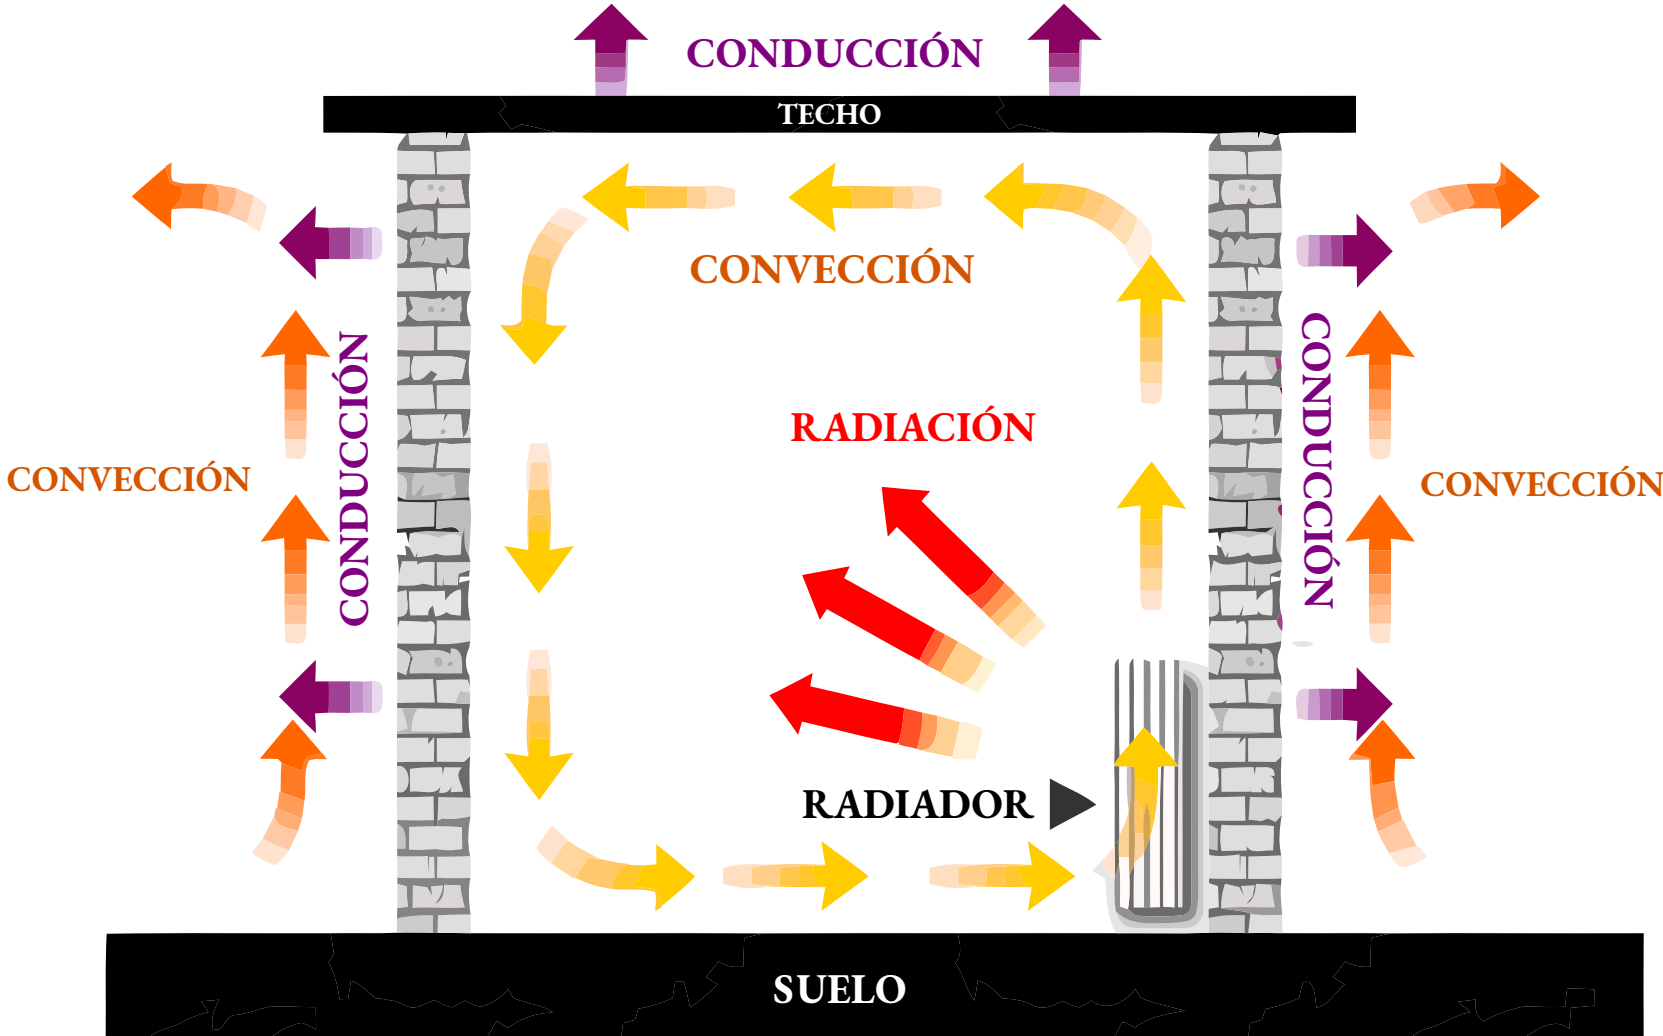 CONDUCCIÓN
TECHO
CONVECCIÓN
CONDUCCIÓN
CONDUCCIÓN
RADIACIÓN
CONVECCIÓN
CONVECCIÓN
RADIADOR
SUELO